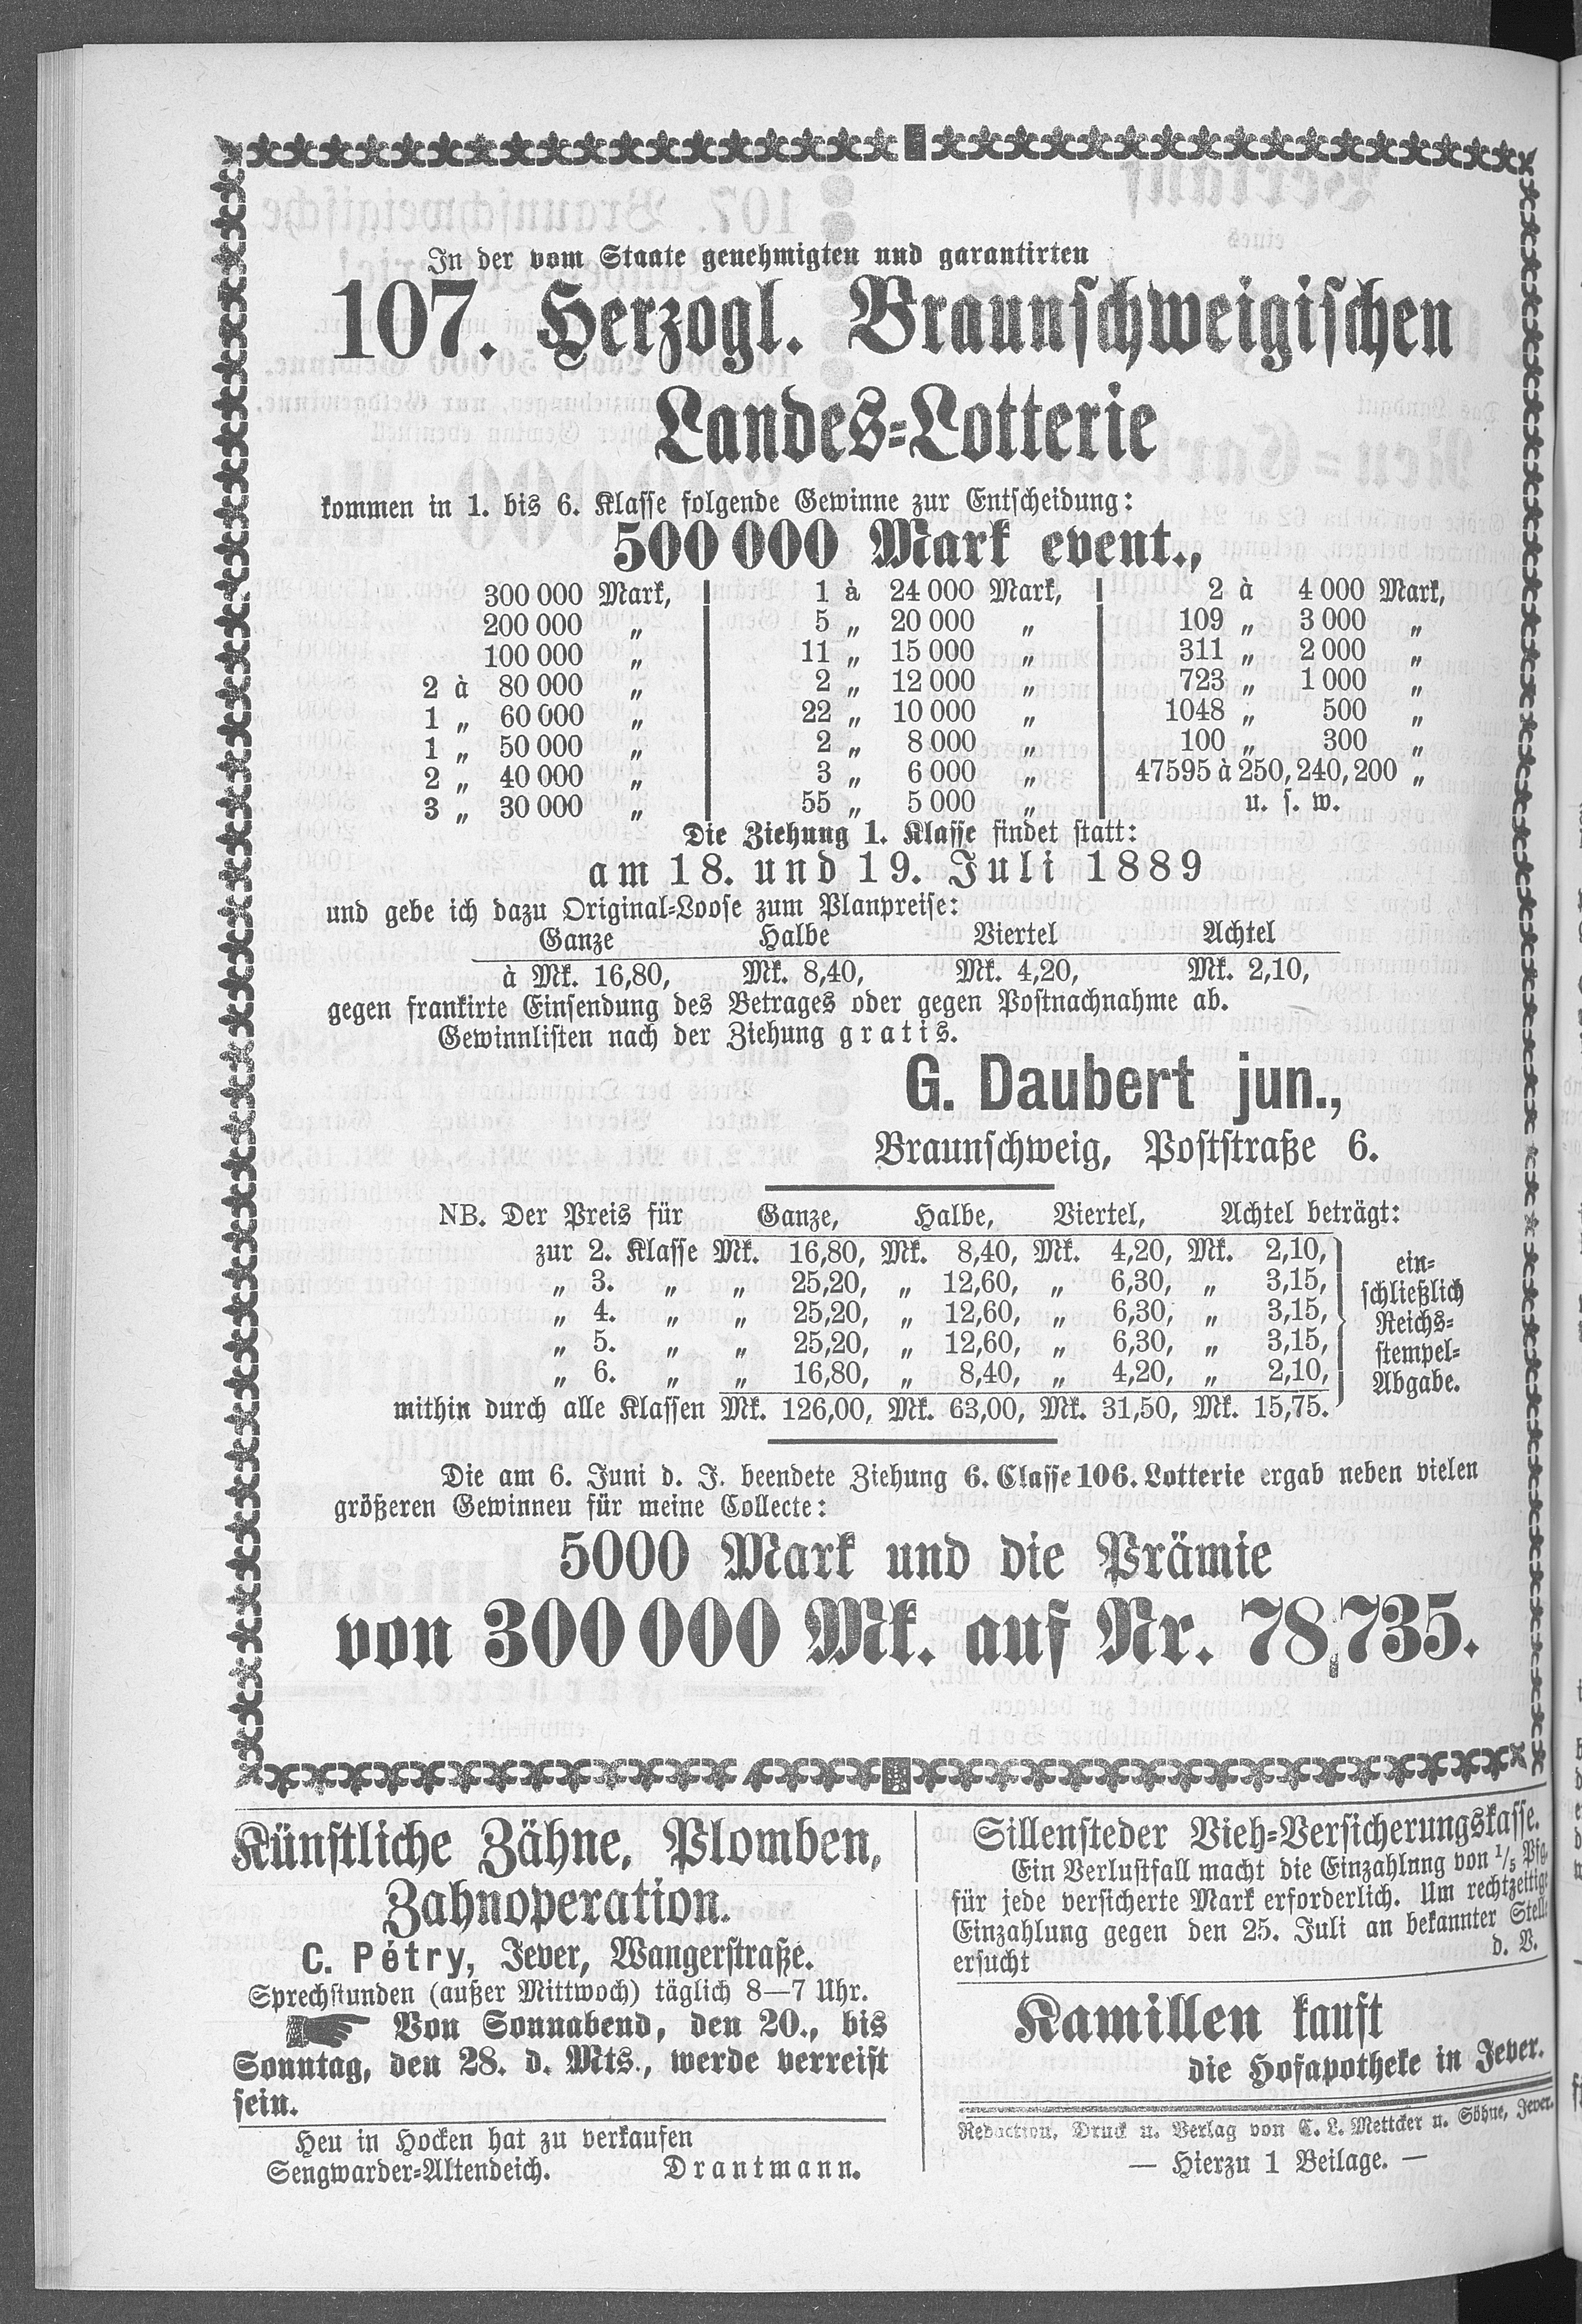 In der vom Staate genehmigten und garantirten
107. Herzogl. Braunschweigischen
Landes=Lotterie
kommen in 1. bis 6. Klasse folgende Gewinne zur Entscheidung:
500 000 Mark event.,
300 000 Mark,
200 000 „
100 000 „
2 à 80 000 „
1 „ 60 000 „
1 „ 50 000 „
2 „ 40 000 „
3 „ 30 000 „
1 à 24 000 Mark,
5 „ 20 000 „
11 „ 15 000 „
2 „ 12 000 „
22 „ 10 000 „
2 „ 8 000 „
3 „ 6 000 „
55 „ 5 000 „
2 à 4 000 Mark,
109 „ 3 000 „
311 „ 2 000 „
723 „ 1 000 „
1048 „ 500 „
100 „ 300 „
47595 à 250, 240, 200 „
u. s. w.
Die Ziehung 1. Klasse findet statt:
am 18. und 19. Juli 1889
und gebe ich dazu Original=Loose zum Planpreise:
Ganze Halbe Viertel Achtel
à Mk. 16,80, Mk. 8,40, Mk. 4,20, Mk. 2,10,
gegen frankirte Einsendung des Betrages oder gegen Postnachnahme ab.
Gewinnlisten nach der Ziehung gratis.
G. Daubert jun.,
Braunschweig, Poststraße 6.
NB. Der Preis für Ganze, Halbe, Viertel, Achtel beträgt:
zur 2. Klasse Mk. 16,80, Mk. 8,40, Mk. 4,20, Mk. 2,10,
„ 3. „ „ 25,20, „ 12,60, „ 6,30, „ 3,15,
„ 4. „ „ 25,20, „ 12,60, „ 6,30, „ 3,15,
„ 5. „ „ 25,20, „ 12,60, „ 6,30, „ 3,15,
„ 6. „ „ 16,80, „ 8,40, „ 4,20, „ 2,10,
mithin durch alle Klassen Mk. 126,00, Mk. 63,00, Mk. 31,50, Mk. 15,75.
ein=
schließlich
Reichs=
stempel=
Abgabe.
Die am 6. Juni d. J. beendete Ziehung 6. Classe 106. Lotterie ergab neben vielen
größeren Gewinnen für meine Collecte:
5000 Mark und die Prämie
von 300 000 Mk. auf Nr. 78,735.
Künstliche Zähne, Plomben,
Zahnoperation.
C. Pétry, Jever, Wangerstraße.
Sprechstunden (außer Mittwoch) täglich 8—7 Uhr.
Von Sonnabend, den 20., bis
Sonntag, den 28. d. Mts., werde verreist
sein.
Heu in Hocken hat zu verkaufen
Sengwarder=Altendeich. Drantmann.
Sillensteder Vieh=Versicherungskasse.
Ein Verlustfall macht die Einzahlung von 1/5 Pfg.
für jede versicherte Mark erforderlich. Um rechtzeitige
Einzahlung gegen den 25. Juli an bekannter Stelle
ersucht d. V.
Kamillen kauft
die Hofapotheke in Jever.
Redaction, Druck u. Verlag von C. L. Mettcker u. Söhne, Jever.
— Hierzu 1 Beilage. —